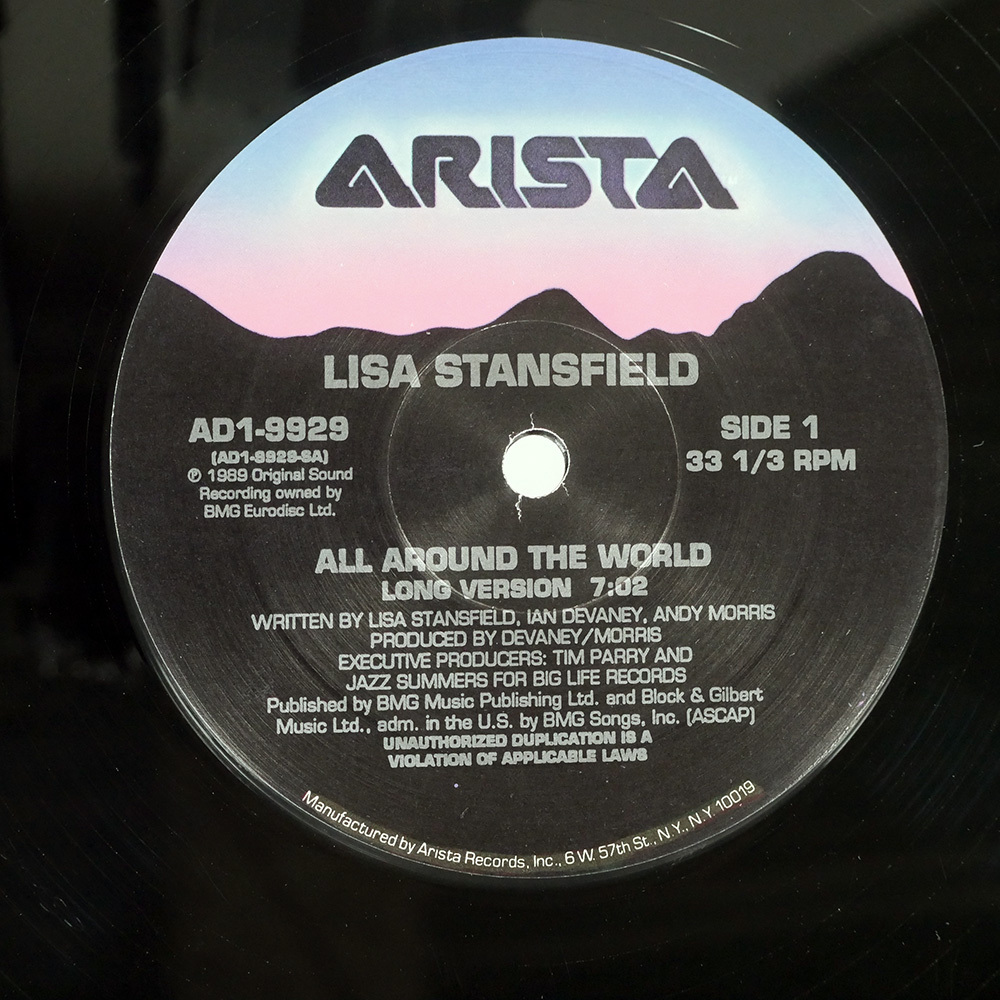 ARISTA
LISA STANSFIELD
AD1-9929
(AD1-9929-SA)
℗ 1989 Original Sound
Recording owned by
BMG Eurodisc Ltd.
SIDE 1
33 1/3 RPM
ALL AROUND THE WORLD
LONG VERSION 7:02
WRITTEN BY LISA STANSFIELD, IAN DEVANEY, ANDY MORRIS
PRODUCED BY DEVANEY/MORRIS
EXECUTIVE PRODUCERS: TIM PARRY AND
JAZZ SUMMERS FOR BIG LIFE RECORDS
Published by BMG Music Publishing Ltd. and Block & Gilbert
Music Ltd., adm. in the U.S. by BMG Songs, Inc. (ASCAP)
UNAUTHORIZED DUPLICATION IS A
VIOLATION OF APPLICABLE LAWS
Manufactured by Arista Records, Inc., 6 W. 57th St., N.Y., N.Y. 10019